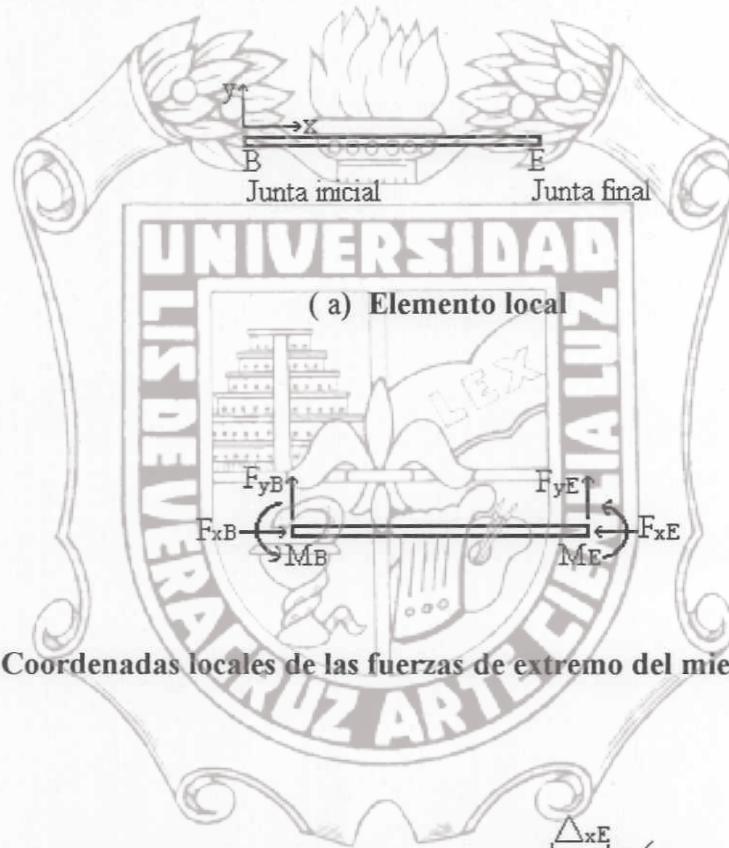 y
x
B E
Junta inicial Junta final
UNIVERSIDAD
( a) Elemento local
LIS DE VERACRUZ ARTE CIENCIA LUZ
LEX
FyB FyE
FxB FxE
MB ME
Coordenadas locales de las fuerzas de extremo del mie
△xE